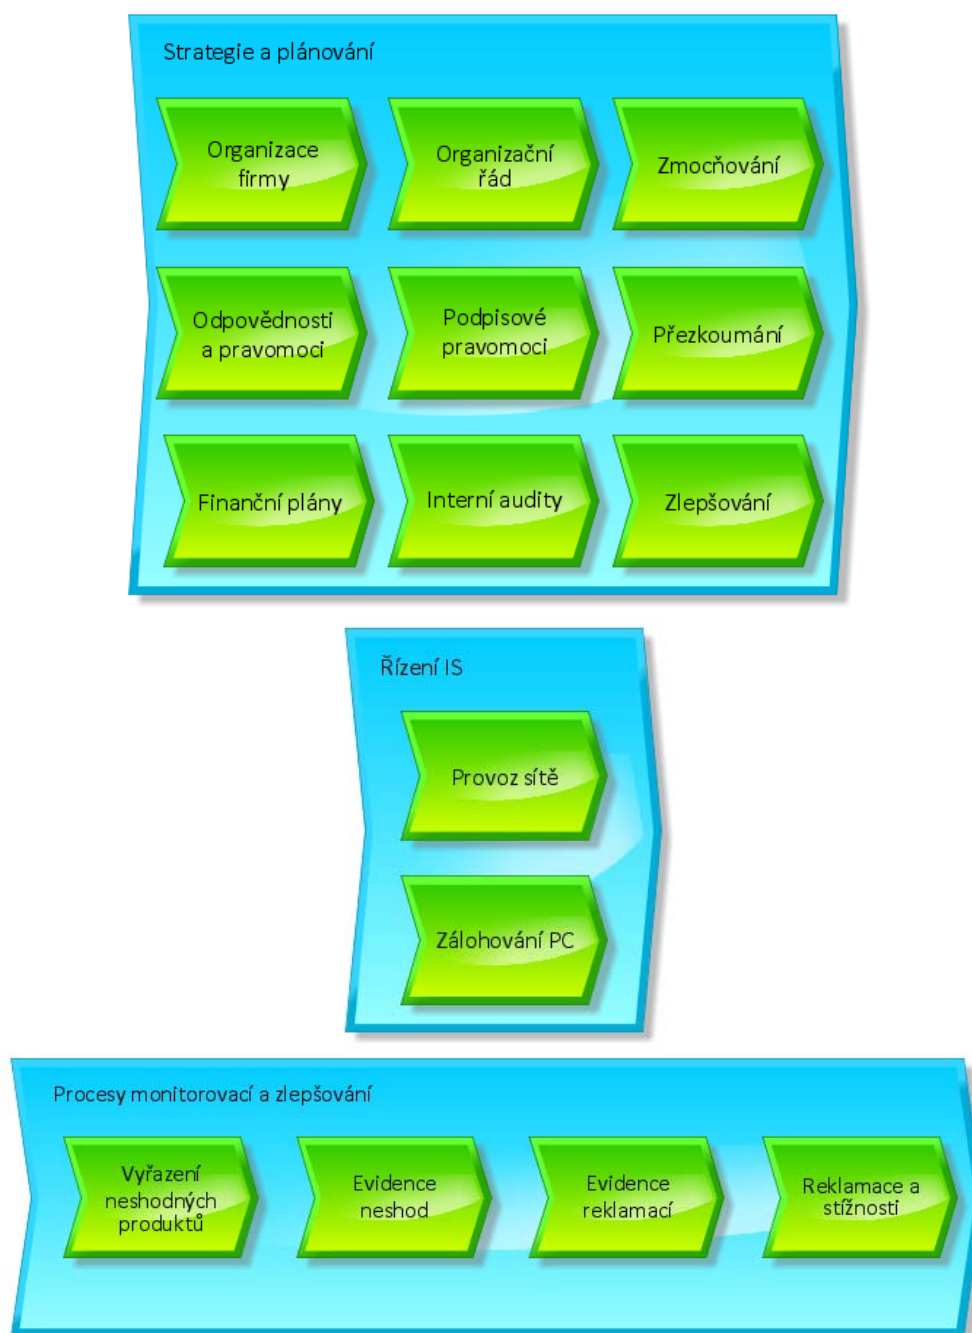 Strategie a plánování
Organizace
firmy
Organizační
řád
Zmocňování
Odpovědnosti
a pravomoci
Podpisové
pravomoci
Přezkoumání
Finanční plány
Interní audity
Zlepšování
Řízení IS
Provoz sítě
Zálohování PC
Procesy monitorovací a zlepšování
Vyřazení
neshodných
produktů
Evidence
neshod
Evidence
reklamací
Reklamace a
stížnosti